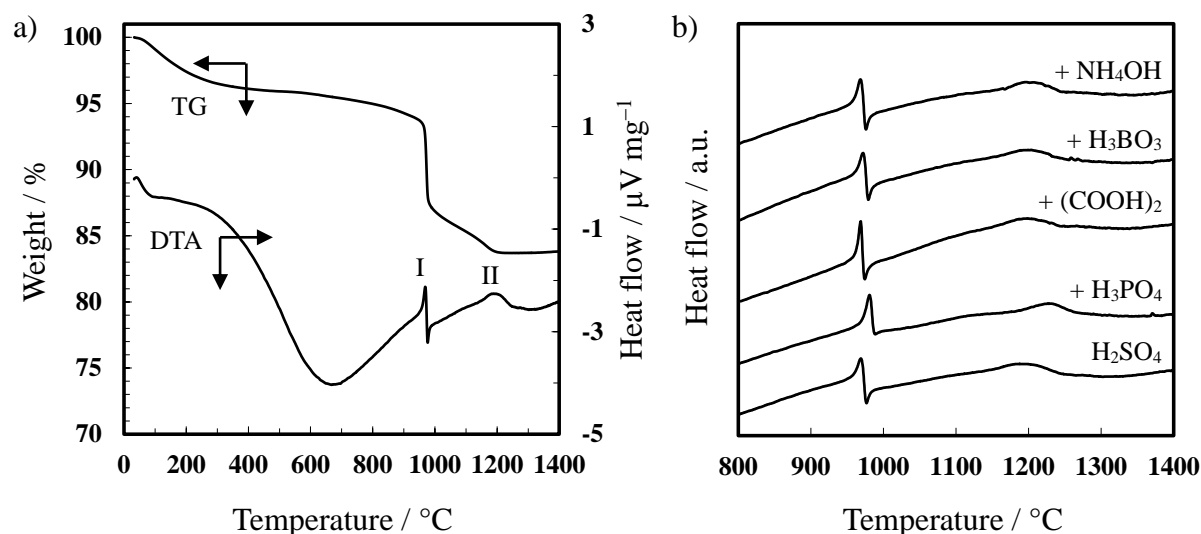 a)
100
95
90
85
80
75
70
Weight / %
TG
DTA
I
II
3
1
-1
-3
-5
Heat flow / μV mg⁻¹
0 200 400 600 800 1000 1200 1400
Temperature / °C
b)
Heat flow / a.u.
+ NH₄OH
+ H₃BO₃
+ (COOH)₂
+ H₃PO₄
H₂SO₄
800 900 1000 1100 1200 1300 1400
Temperature / °C